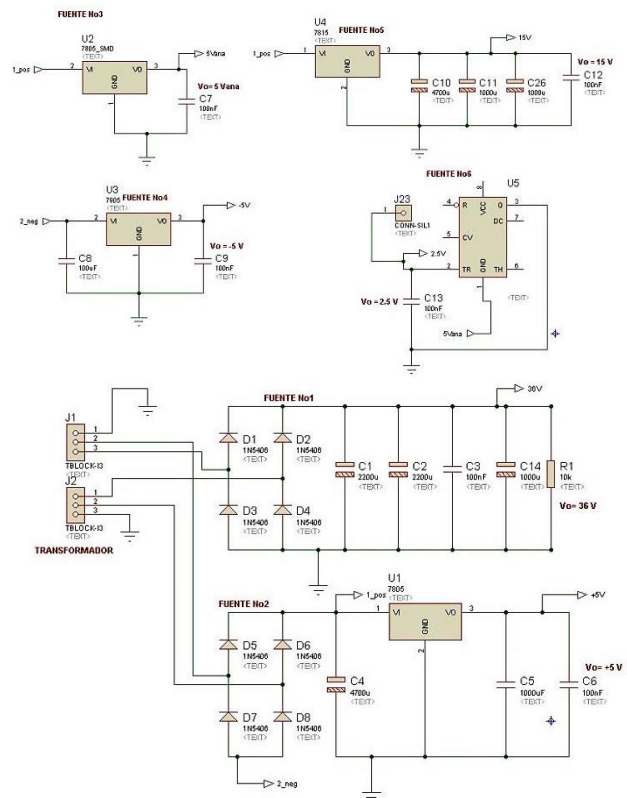 FUENTE No3
U2
7805_SMD
<TEXT>
1_pos
2
VI
VO
3
GND
1
5Vana
Vo= 5 Vana
C7
100nF
<TEXT>
FUENTE No5
U4
7815
<TEXT>
1_pos
1
VI
VO
3
GND
2
15V
C10
4700u
<TEXT>
C11
1000u
<TEXT>
C26
1000u
<TEXT>
Vo = 15 V
C12
100nF
<TEXT>
U3
FUENTE No4
7905
<TEXT>
2_neg
2
VI
VO
3
GND
1
-5V
C8
100nF
<TEXT>
Vo = -5 V
C9
100nF
<TEXT>
FUENTE No6
U5
J23
1
CONN-SIL1
<TEXT>
8
VCC
4
R
Q
3
DC
7
5
CV
2.5V
2
TR
GND
TH
6
1
<TEXT>
Vo = 2.5 V
C13
100nF
<TEXT>
5Vana
FUENTE No1
36V
J1
1
2
3
TBLOCK-I3
<TEXT>
J2
1
2
3
TBLOCK-I3
<TEXT>
TRANSFORMADOR
D1
1N5406
<TEXT>
D2
1N5406
<TEXT>
D3
1N5406
<TEXT>
D4
1N5406
<TEXT>
C1
2200u
<TEXT>
C2
2200u
<TEXT>
C3
100nF
<TEXT>
C14
1000u
<TEXT>
R1
10k
<TEXT>
Vo= 36 V
FUENTE No2
1_pos
U1
7805
<TEXT>
1
VI
VO
3
GND
2
+5V
D5
1N5406
<TEXT>
D6
1N5406
<TEXT>
D7
1N5406
<TEXT>
D8
1N5406
<TEXT>
C4
4700u
<TEXT>
C5
1000uF
<TEXT>
Vo= +5 V
C6
100nF
<TEXT>
2_neg